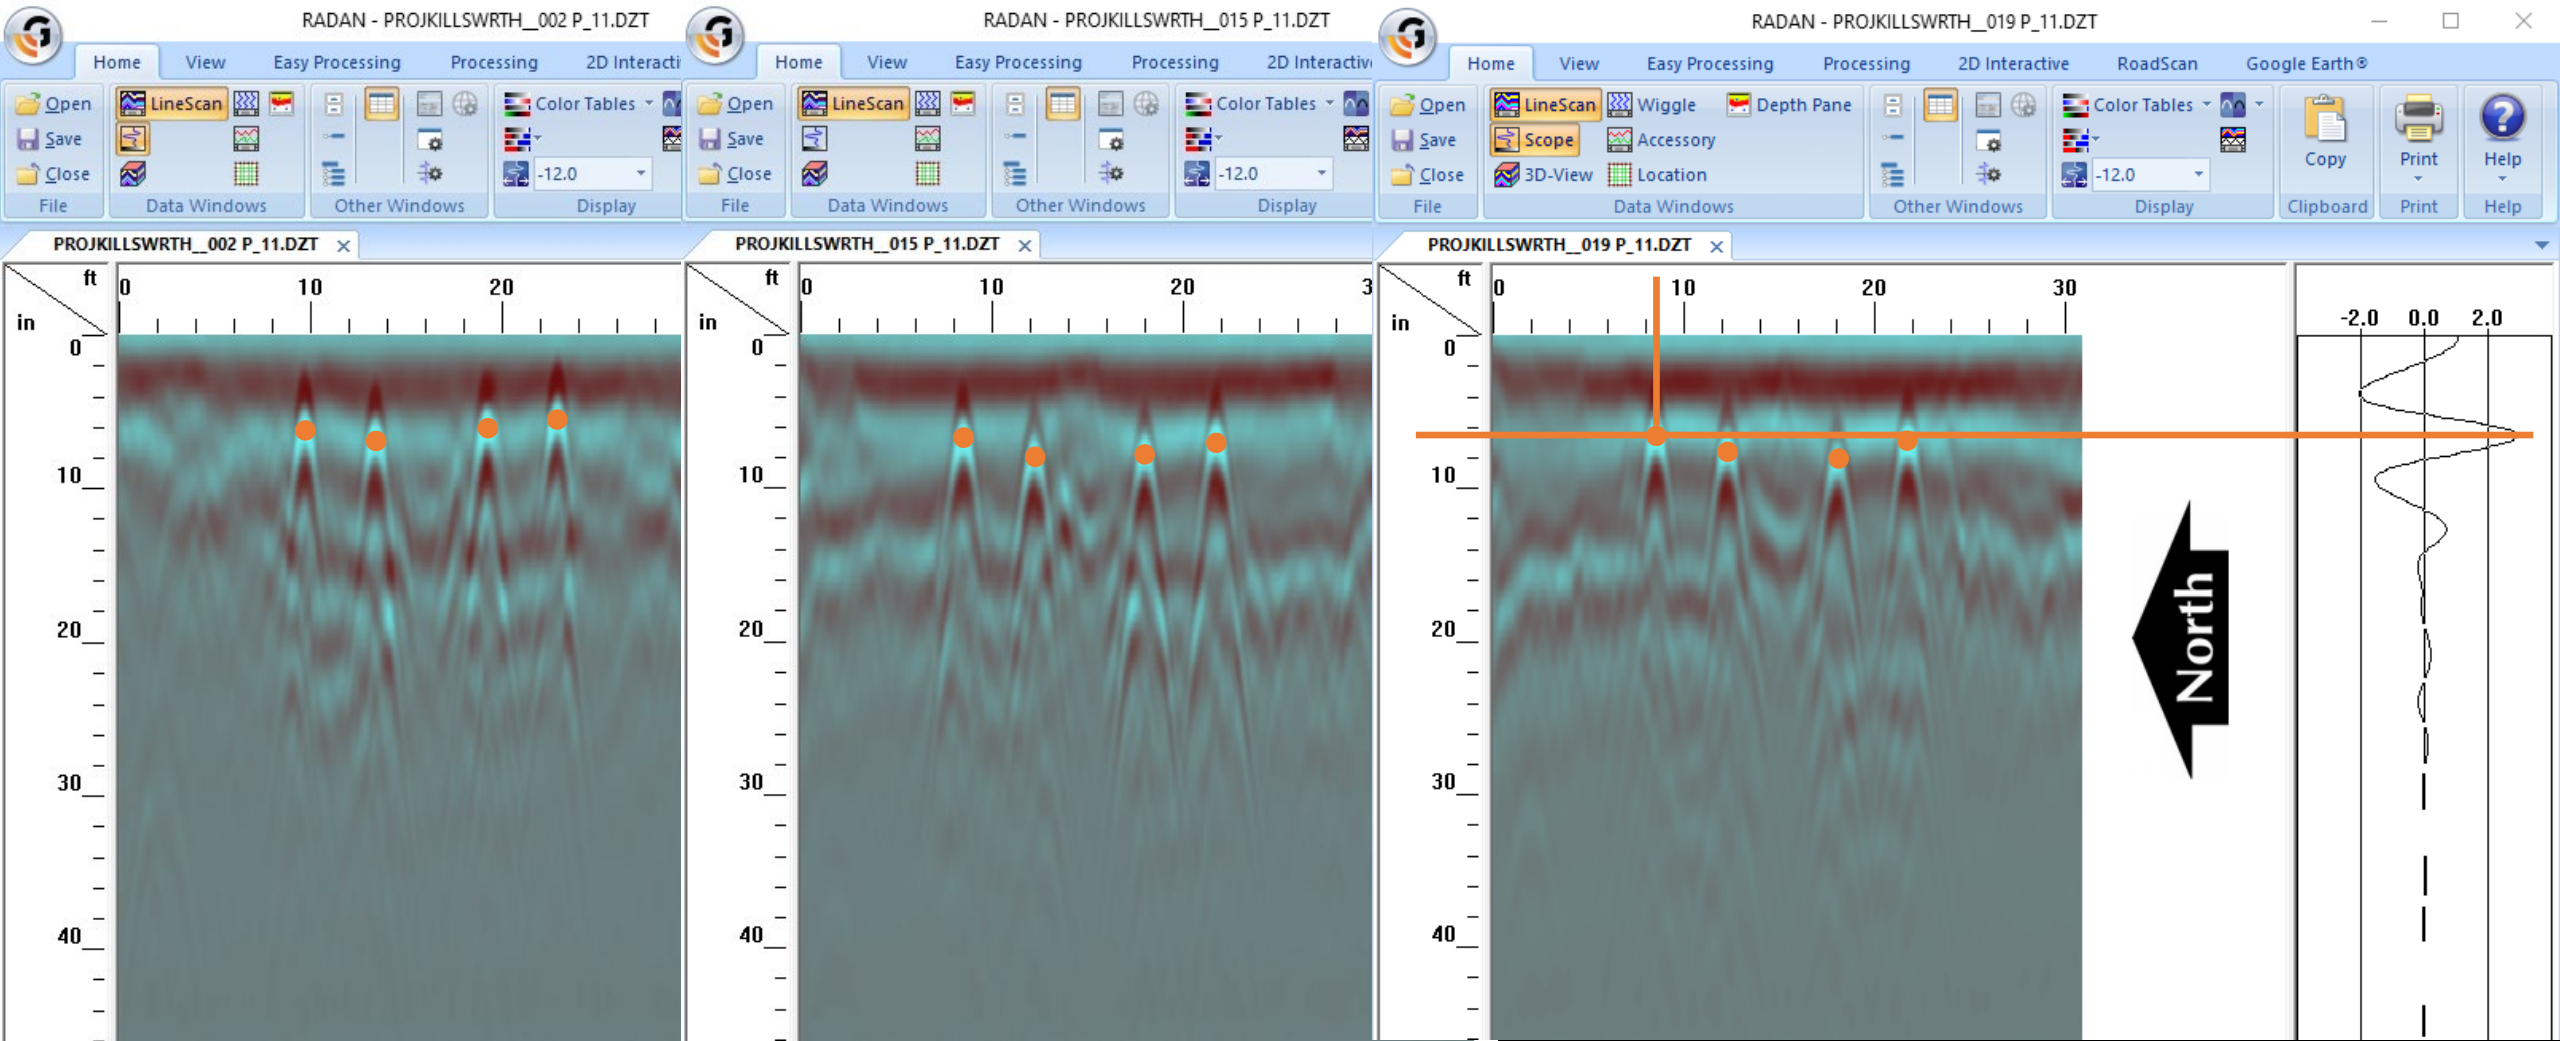 RADAN - PROJKILLSWRTH__002 P_11.DZT
Home View Easy Processing Processing 2D Interacti
Open LineScan Color Tables
Save
Close -12.0
File Data Windows Other Windows Display
PROJKILLSWRTH__002 P_11.DZT
ft
in
0 10 20
0
10
20
30
40
RADAN - PROJKILLSWRTH__015 P_11.DZT
Home View Easy Processing Processing 2D Interactive
Open LineScan Color Tables
Save
Close -12.0
File Data Windows Other Windows Display
PROJKILLSWRTH__015 P_11.DZT
ft
in
0 10 20 3
0
10
20
30
40
RADAN - PROJKILLSWRTH__019 P_11.DZT
Home View Easy Processing Processing 2D Interactive RoadScan Google Earth®
Open LineScan Wiggle Depth Pane Color Tables
Save Scope Accessory Copy Print Help
Close 3D-View Location -12.0
File Data Windows Other Windows Display Clipboard Print Help
PROJKILLSWRTH__019 P_11.DZT
ft
in
0 10 20 30
-2.0 0.0 2.0
0
10
20
30
40
North